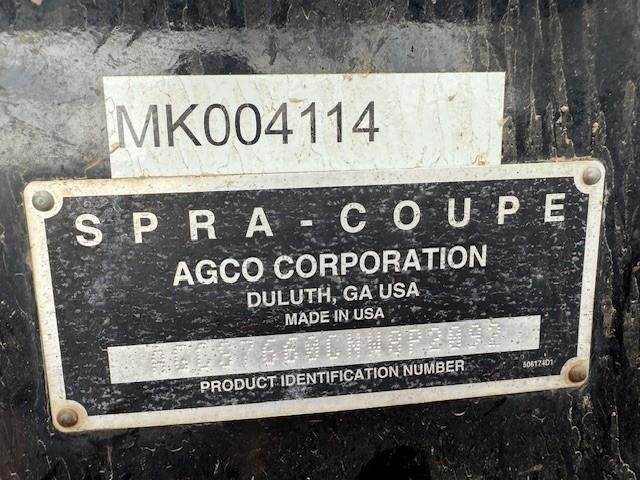 MK004114
SPRA-COUPE
AGCO CORPORATION
DULUTH, GA USA
MADE IN USA
PRODUCT IDENTIFICATION NUMBER
506174D1